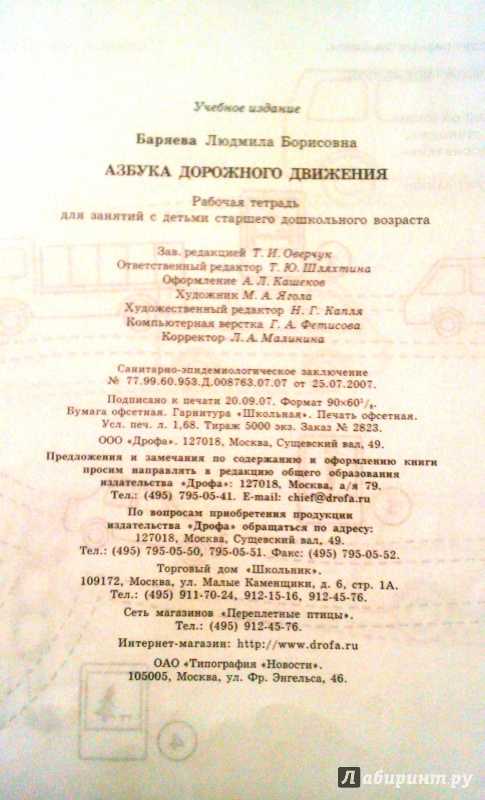 Учебное издание
Баряева Людмила Борисовна
АЗБУКА ДОРОЖНОГО ДВИЖЕНИЯ
Рабочая тетрадь
для занятий с детьми старшего дошкольного возраста
Зав. редакцией Т. И. Оверчук
Ответственный редактор Т. Ю. Шляхтина
Оформление А. Л. Кашеков
Художник М. А. Ягола
Художественный редактор Н. Г. Капля
Компьютерная верстка Г. А. Фетисова
Корректор Л. А. Малинина
Санитарно-эпидемиологическое заключение
№ 77.99.60.953.Д.008763.07.07 от 25.07.2007.
Подписано к печати 20.09.07. Формат 90×60¹/₈.
Бумага офсетная. Гарнитура «Школьная». Печать офсетная.
Усл. печ. л. 1,68. Тираж 5000 экз. Заказ № 2823.
ООО «Дрофа». 127018, Москва, Сущевский вал, 49.
Предложения и замечания по содержанию и оформлению книги
просим направлять в редакцию общего образования
издательства «Дрофа»: 127018, Москва, а/я 79.
Тел.: (495) 795-05-41. E-mail: chief@drofa.ru
По вопросам приобретения продукции
издательства «Дрофа» обращаться по адресу:
127018, Москва, Сущевский вал, 49.
Тел.: (495) 795-05-50, 795-05-51. Факс: (495) 795-05-52.
Торговый дом «Школьник».
109172, Москва, ул. Малые Каменщики, д. 6, стр. 1А.
Тел.: (495) 911-70-24, 912-15-16, 912-45-76.
Сеть магазинов «Переплетные птицы».
Тел.: (495) 912-45-76.
Интернет-магазин: http://www.drofa.ru
ОАО «Типография «Новости».
105005, Москва, ул. Фр. Энгельса, 46.
4
Лабиринт.ру